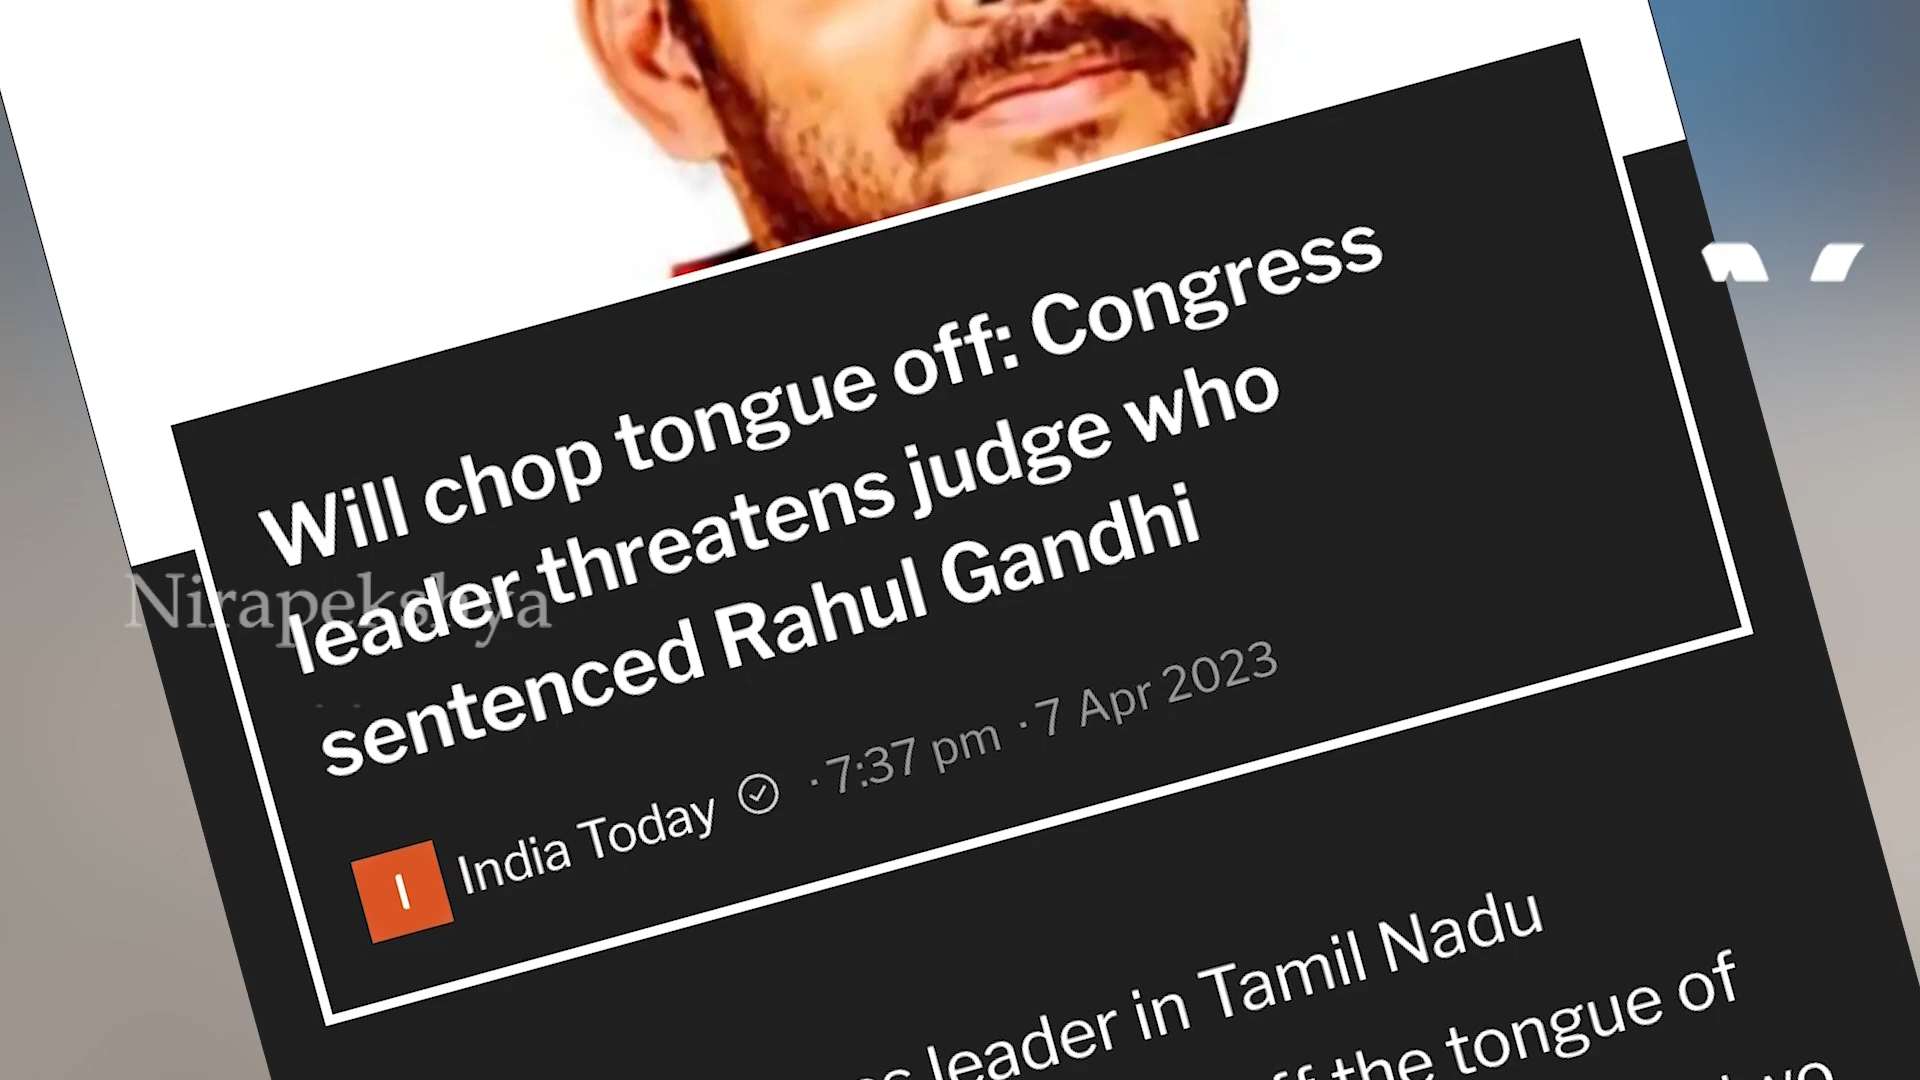 Will chop tongue off: Congress
leader threatens judge who
sentenced Rahul Gandhi
Nirapekshya
I India Today · 7:37 pm · 7 Apr 2023
leader in Tamil Nadu
the tongue of